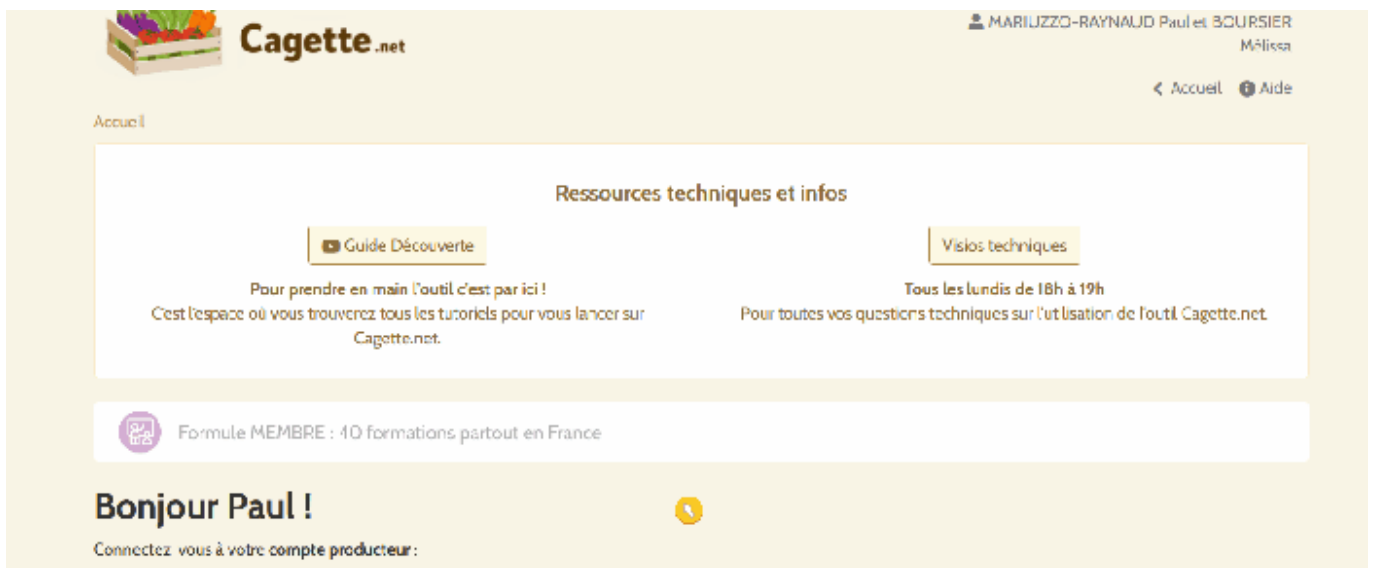 Cagette.net
MARIUZZO-RAYNAUD Paul et BOURSIER
Mélissa
Accueil Aide
Accueil
Ressources techniques et infos
Guide Découverte
Visios techniques
Pour prendre en main l'outil c'est par ici !
C'est l'espace où vous trouverez tous les tutoriels pour vous lancer sur
Cagette.net.
Tous les lundis de 18h à 19h
Pour toutes vos questions techniques sur l'utilisation de l'outil Cagette.net.
Formule MEMBRE : 40 formations partout en France
Bonjour Paul !
Connectez vous à votre compte producteur :